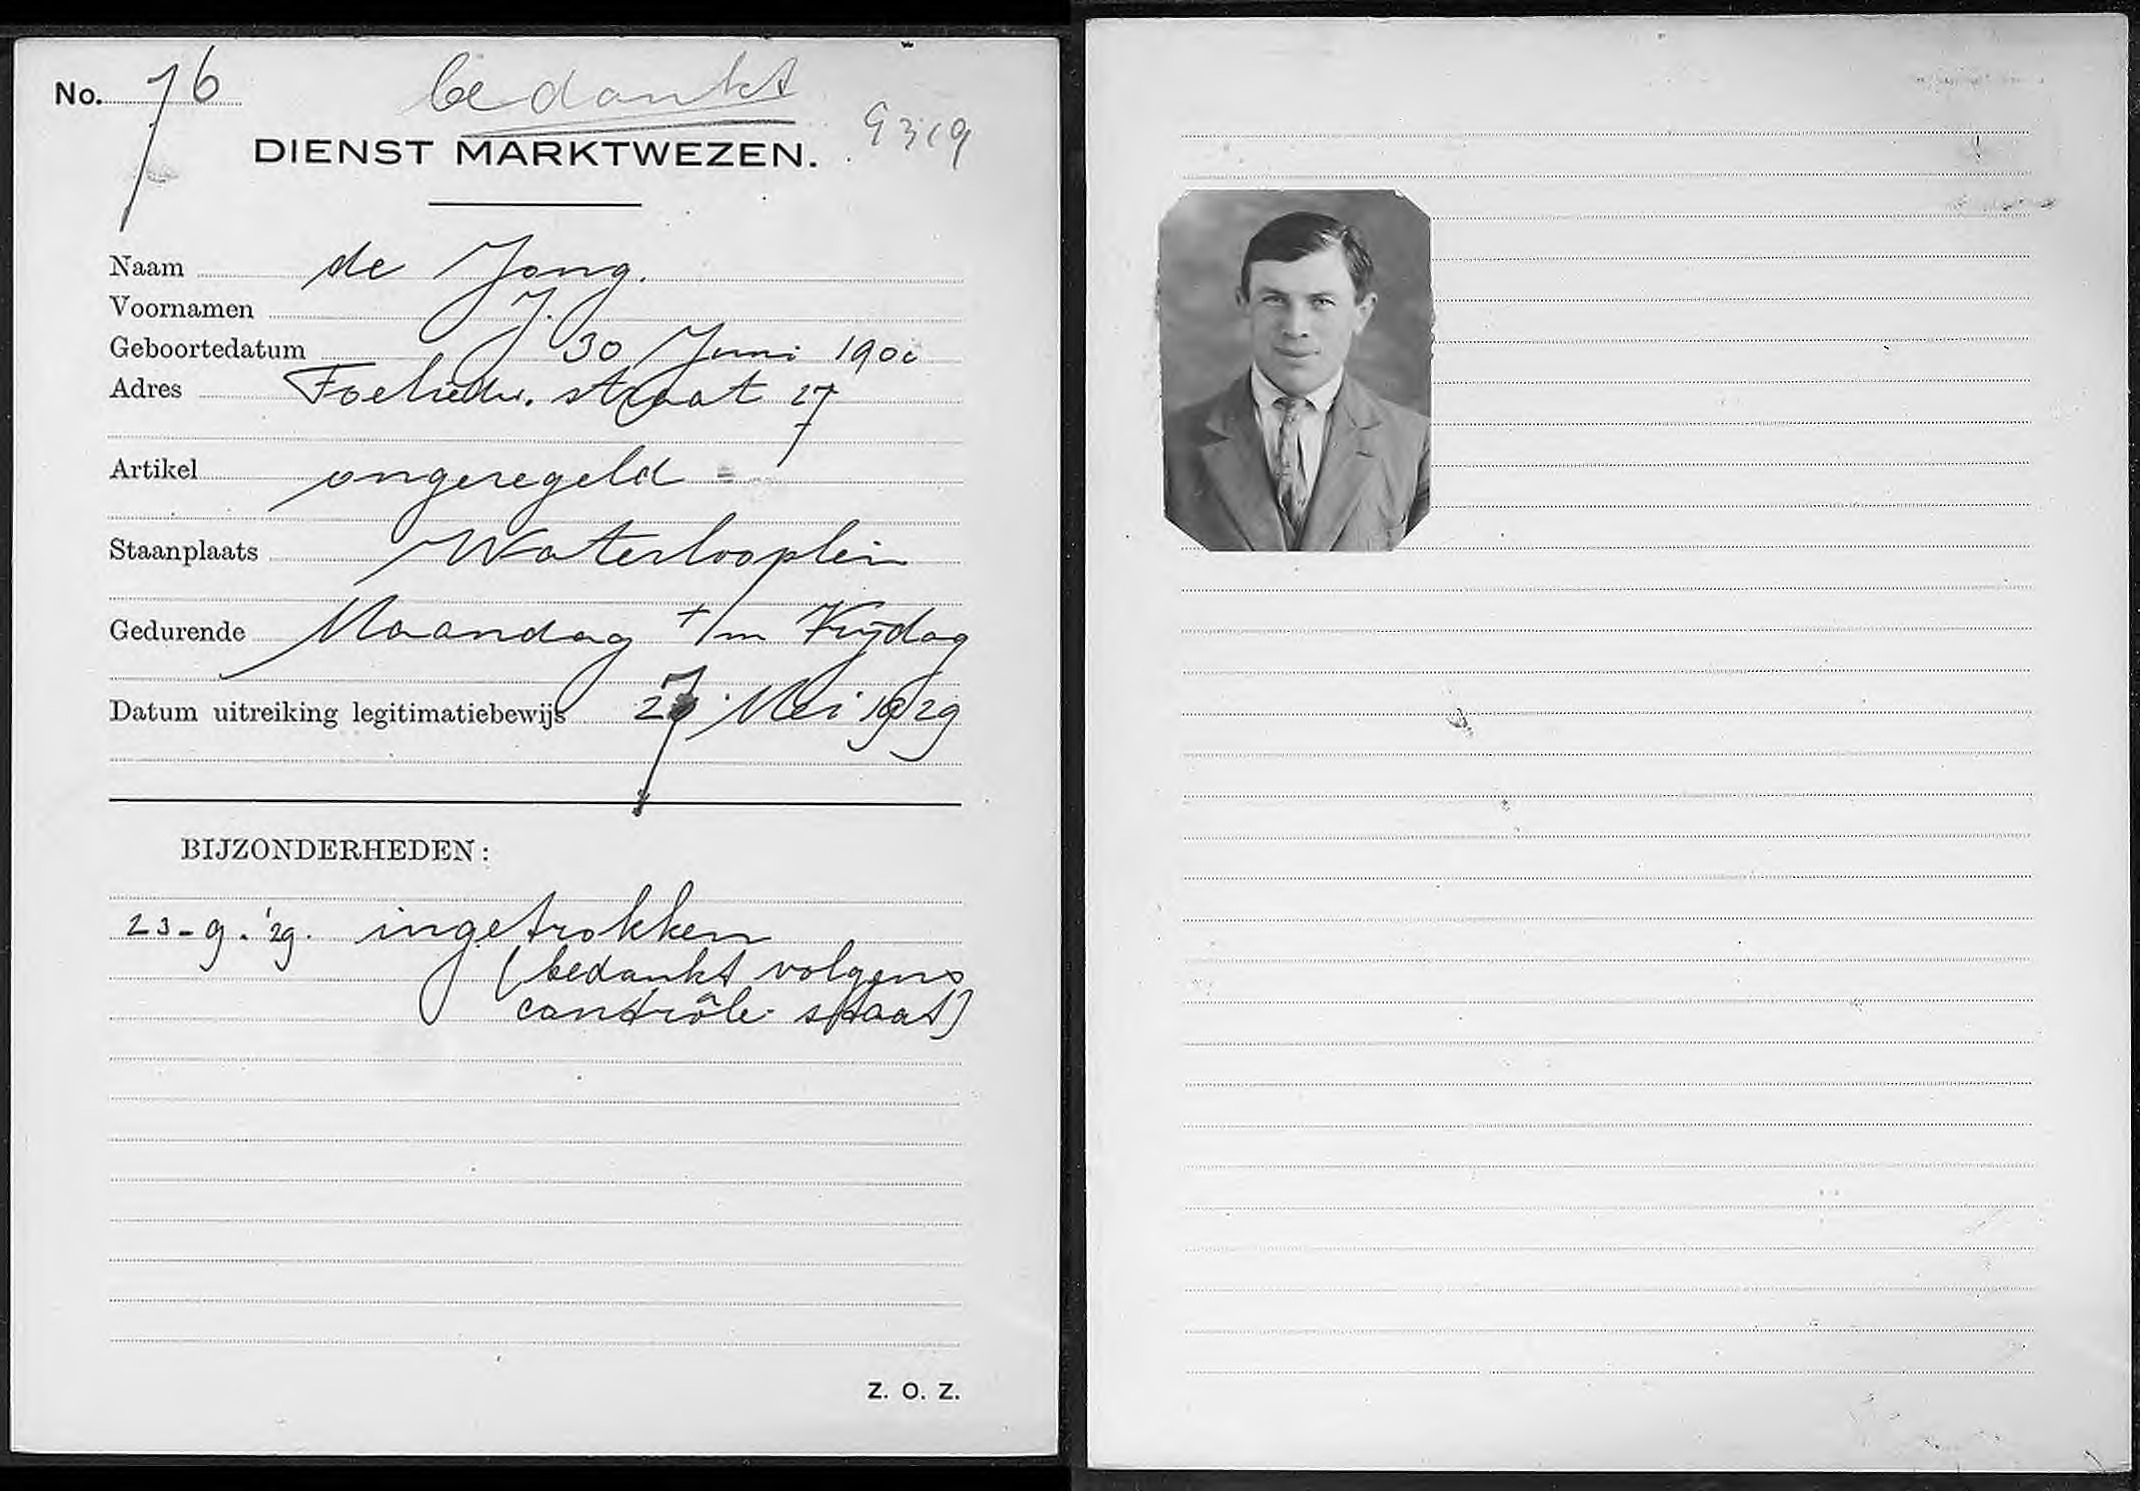 No. 76
bedankt
9319
DIENST MARKTWEZEN.
Naam de Jong.
Voornamen J.
Geboortedatum 30 Juni 1900
Adres straat 27
Artikel ongeregeld
Staanplaats Waterlooplein
Gedurende Maandag t/m Vrijdag
Datum uitreiking legitimatiebewijs 27 Mei 1929
BIJZONDERHEDEN:
23-9.'29. ingetrokken
(bedankt volgens
contrôle staat)
Z. O. Z.